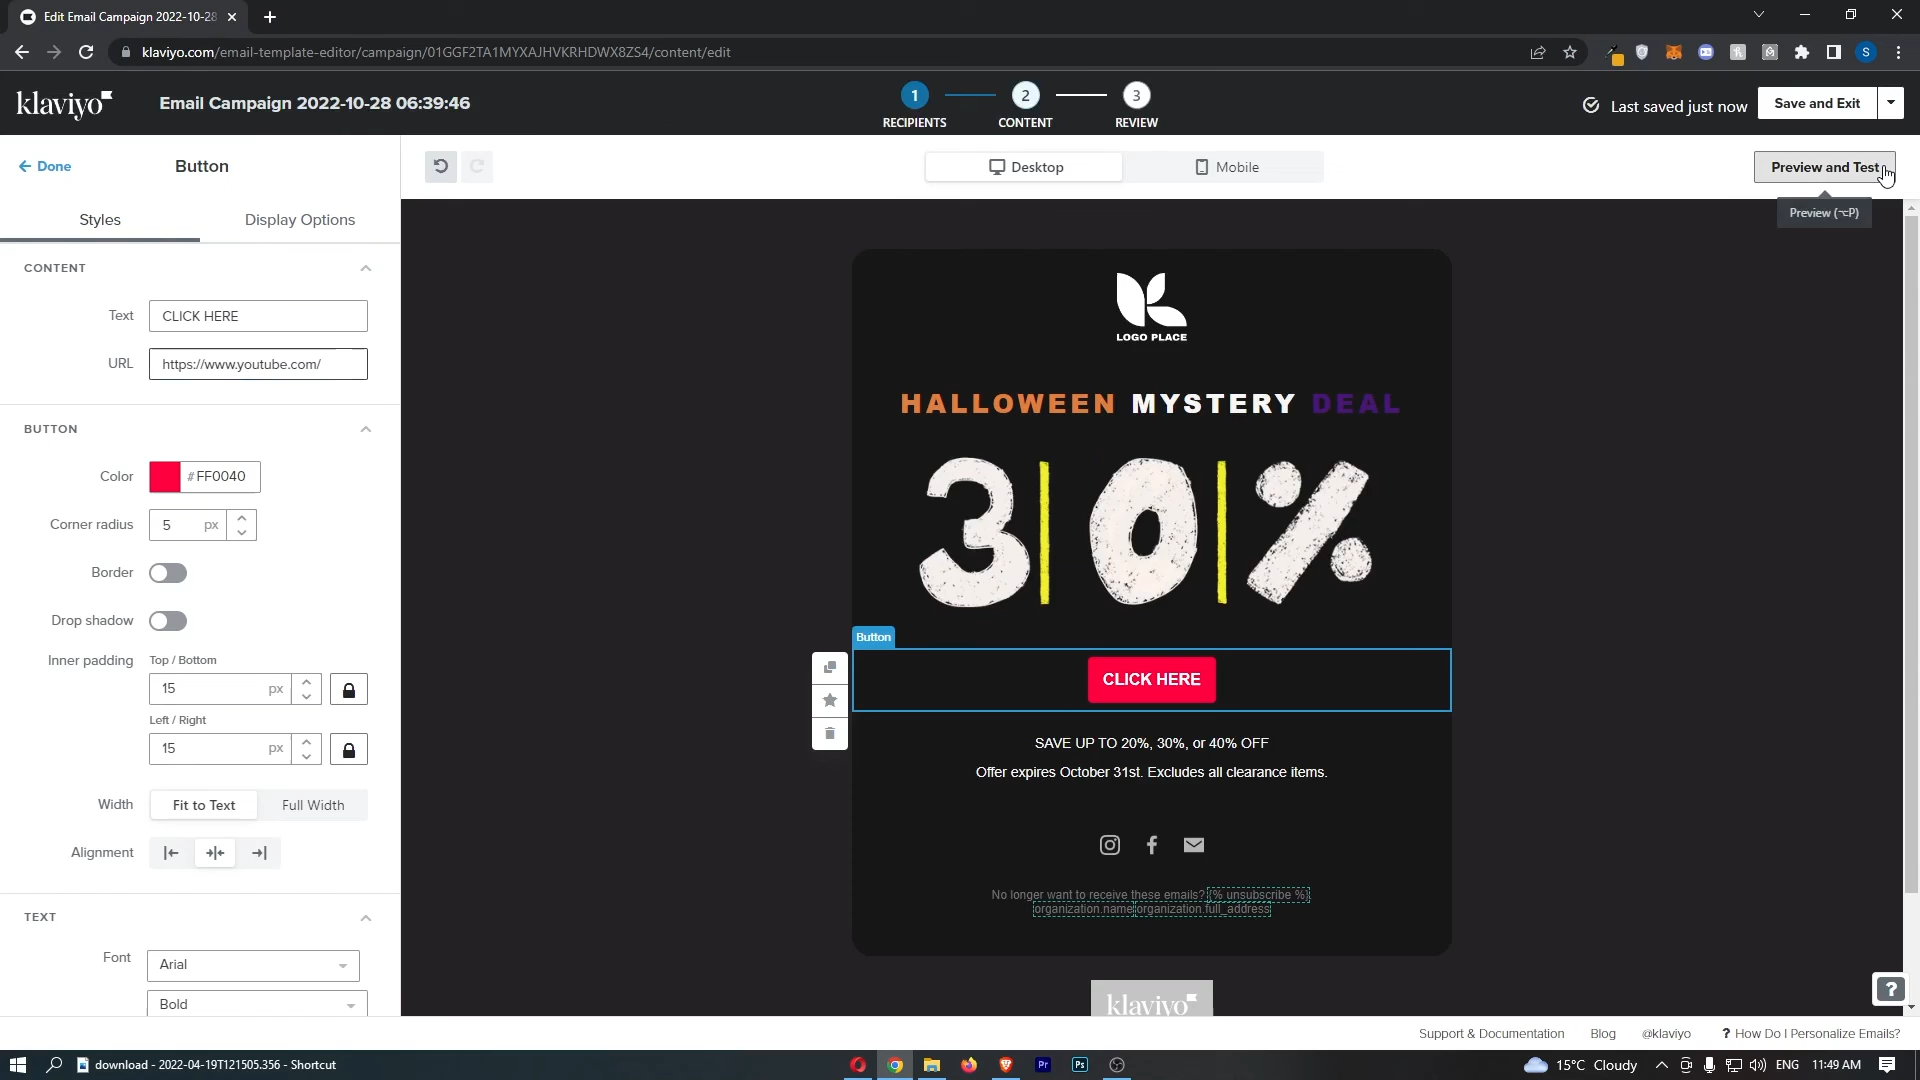 Edit Email Campaign 2022-10-28
klaviyo.com/email-template-editor/campaign/01GGF2TA1MYXAJHVKRHDWX8ZS4/content/edit
S
klaviyo
Email Campaign 2022-10-28 06:39:46
1
2
3
RECIPIENTS
CONTENT
REVIEW
Last saved just now
Save and Exit
Done
Button
Desktop
Mobile
Preview and Test
Preview (⌥P)
Styles
Display Options
CONTENT
Text
CLICK HERE
URL
https://www.youtube.com/
BUTTON
Color
#FF0040
Corner radius
5 px
Border
Drop shadow
Inner padding
Top / Bottom
15 px
Left / Right
15 px
Width
Fit to Text
Full Width
Alignment
TEXT
Font
Arial
Bold
LOGO PLACE
HALLOWEEN MYSTERY DEAL
3|0|%
Button
CLICK HERE
SAVE UP TO 20%, 30%, or 40% OFF
Offer expires October 31st. Excludes all clearance items.
No longer want to receive these emails? {% unsubscribe %}
organization.name organization.full_address
klaviyo
?
Support & Documentation
Blog
@klaviyo
? How Do I Personalize Emails?
download - 2022-04-19T121505.356 - Shortcut
Pr
Ps
15°C Cloudy
ENG
11:49 AM